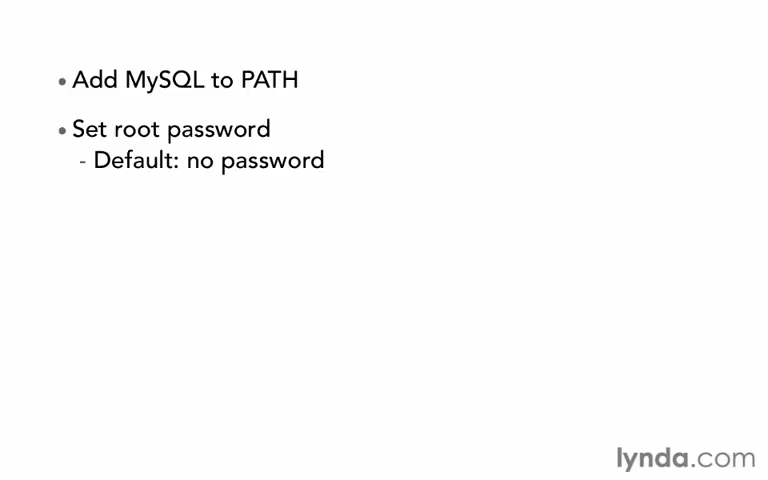 • Add MySQL to PATH
• Set root password
- Default: no password
lynda.com